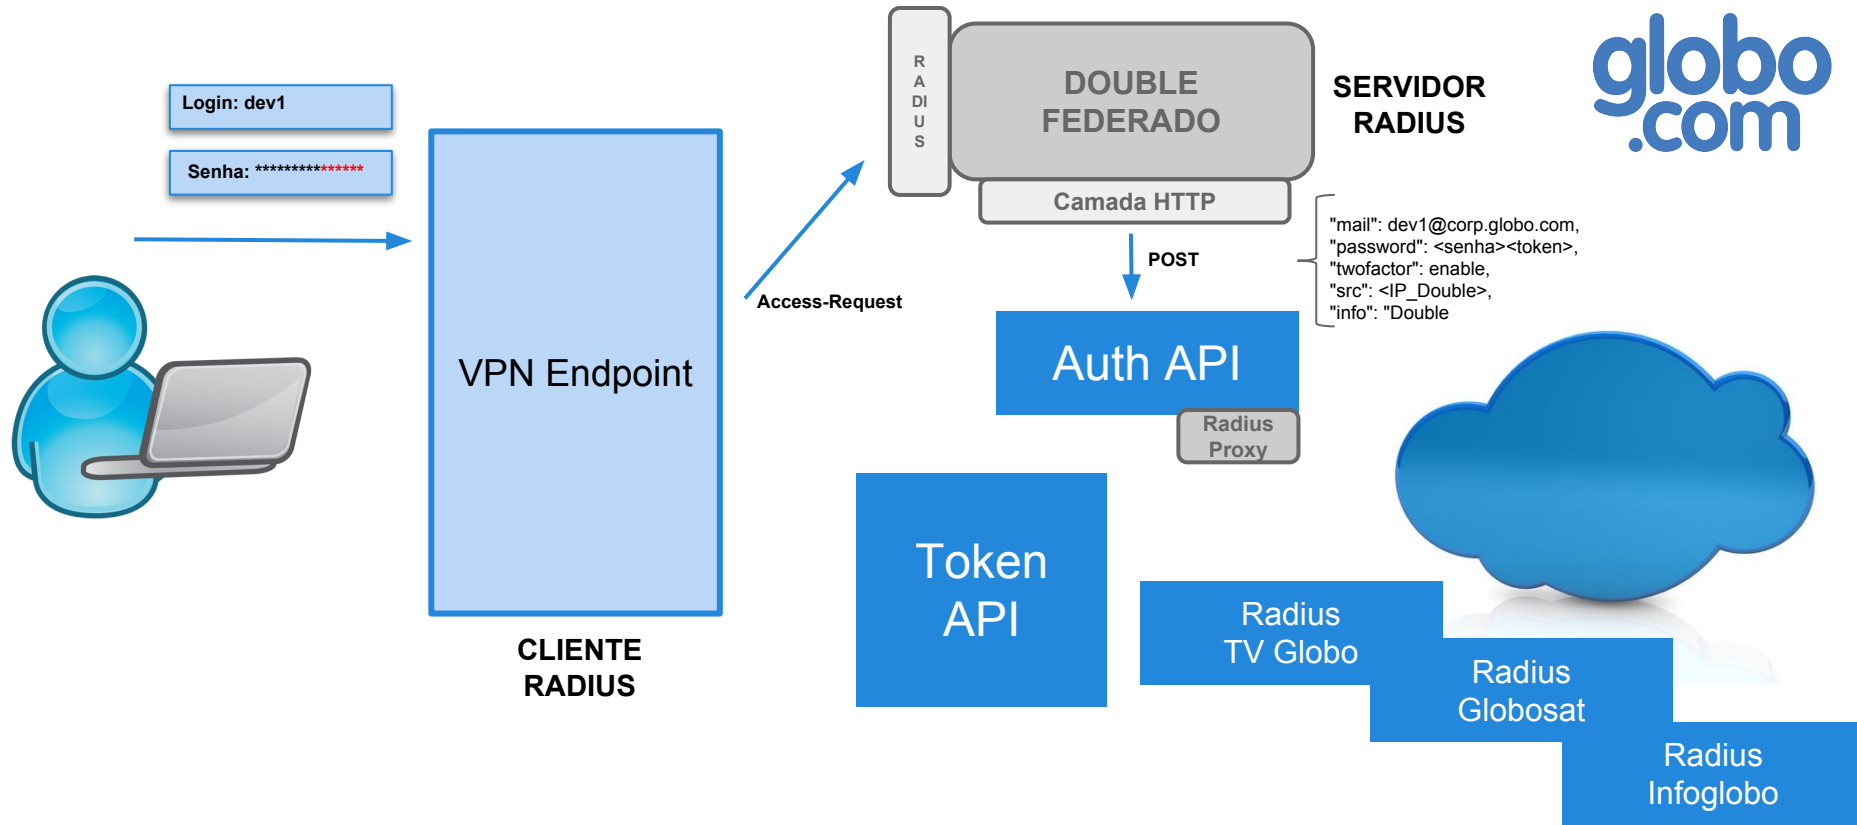 Login: dev1
Senha: ***************
VPN Endpoint
CLIENTE
RADIUS
Access-Request
R
A
DI
U
S
DOUBLE
FEDERADO
Camada HTTP
SERVIDOR
RADIUS
globo
.com
POST
"mail": dev1@corp.globo.com,
"password": <senha><token>,
"twofactor": enable,
"src": <IP_Double>,
"info": "Double
Auth API
Radius
Proxy
Token
API
Radius
TV Globo
Radius
Globosat
Radius
Infoglobo